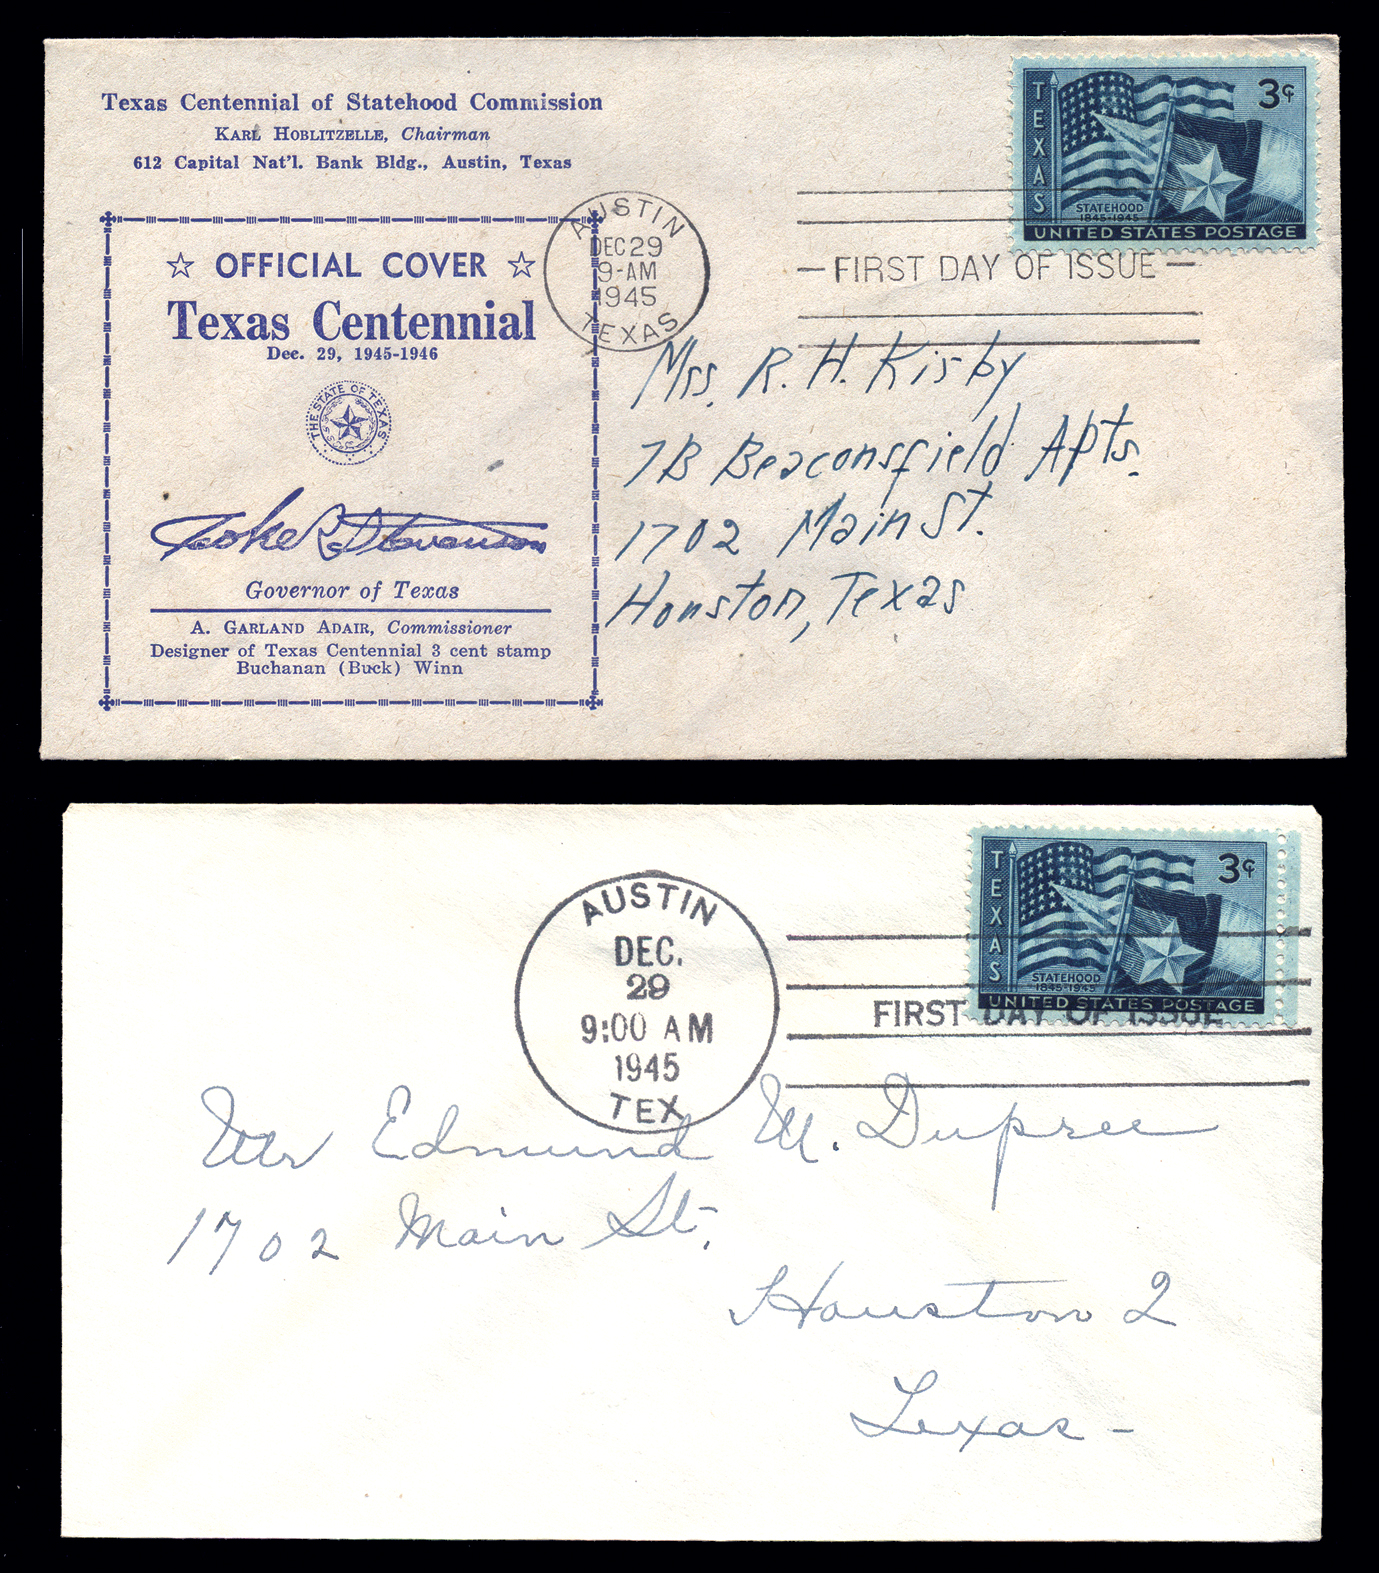 Texas Centennial of Statehood Commission
Karl Hoblitzelle, Chairman
612 Capital Nat'l. Bank Bldg., Austin, Texas
☆ OFFICIAL COVER ☆
Texas Centennial
Dec. 29, 1945-1946
THE STATE OF TEXAS
Coke R. Stevenson
Governor of Texas
A. Garland Adair, Commissioner
Designer of Texas Centennial 3 cent stamp
Buchanan (Buck) Winn
AUSTIN
DEC 29
9-AM
1945
TEXAS
TEXAS
3¢
STATEHOOD
1845-1945
UNITED STATES POSTAGE
— FIRST DAY OF ISSUE —
Mrs. R. H. Kirby
7B Beaconsfield Apts.
1702 Main St.
Houston, Texas
AUSTIN
DEC.
29
9:00 AM
1945
TEX
TEXAS
3¢
STATEHOOD
1845-1945
UNITED STATES POSTAGE
FIRST DAY OF ISSUE
Mr Edmund M. Dupree
1702 Main St.
Houston 2
Texas -